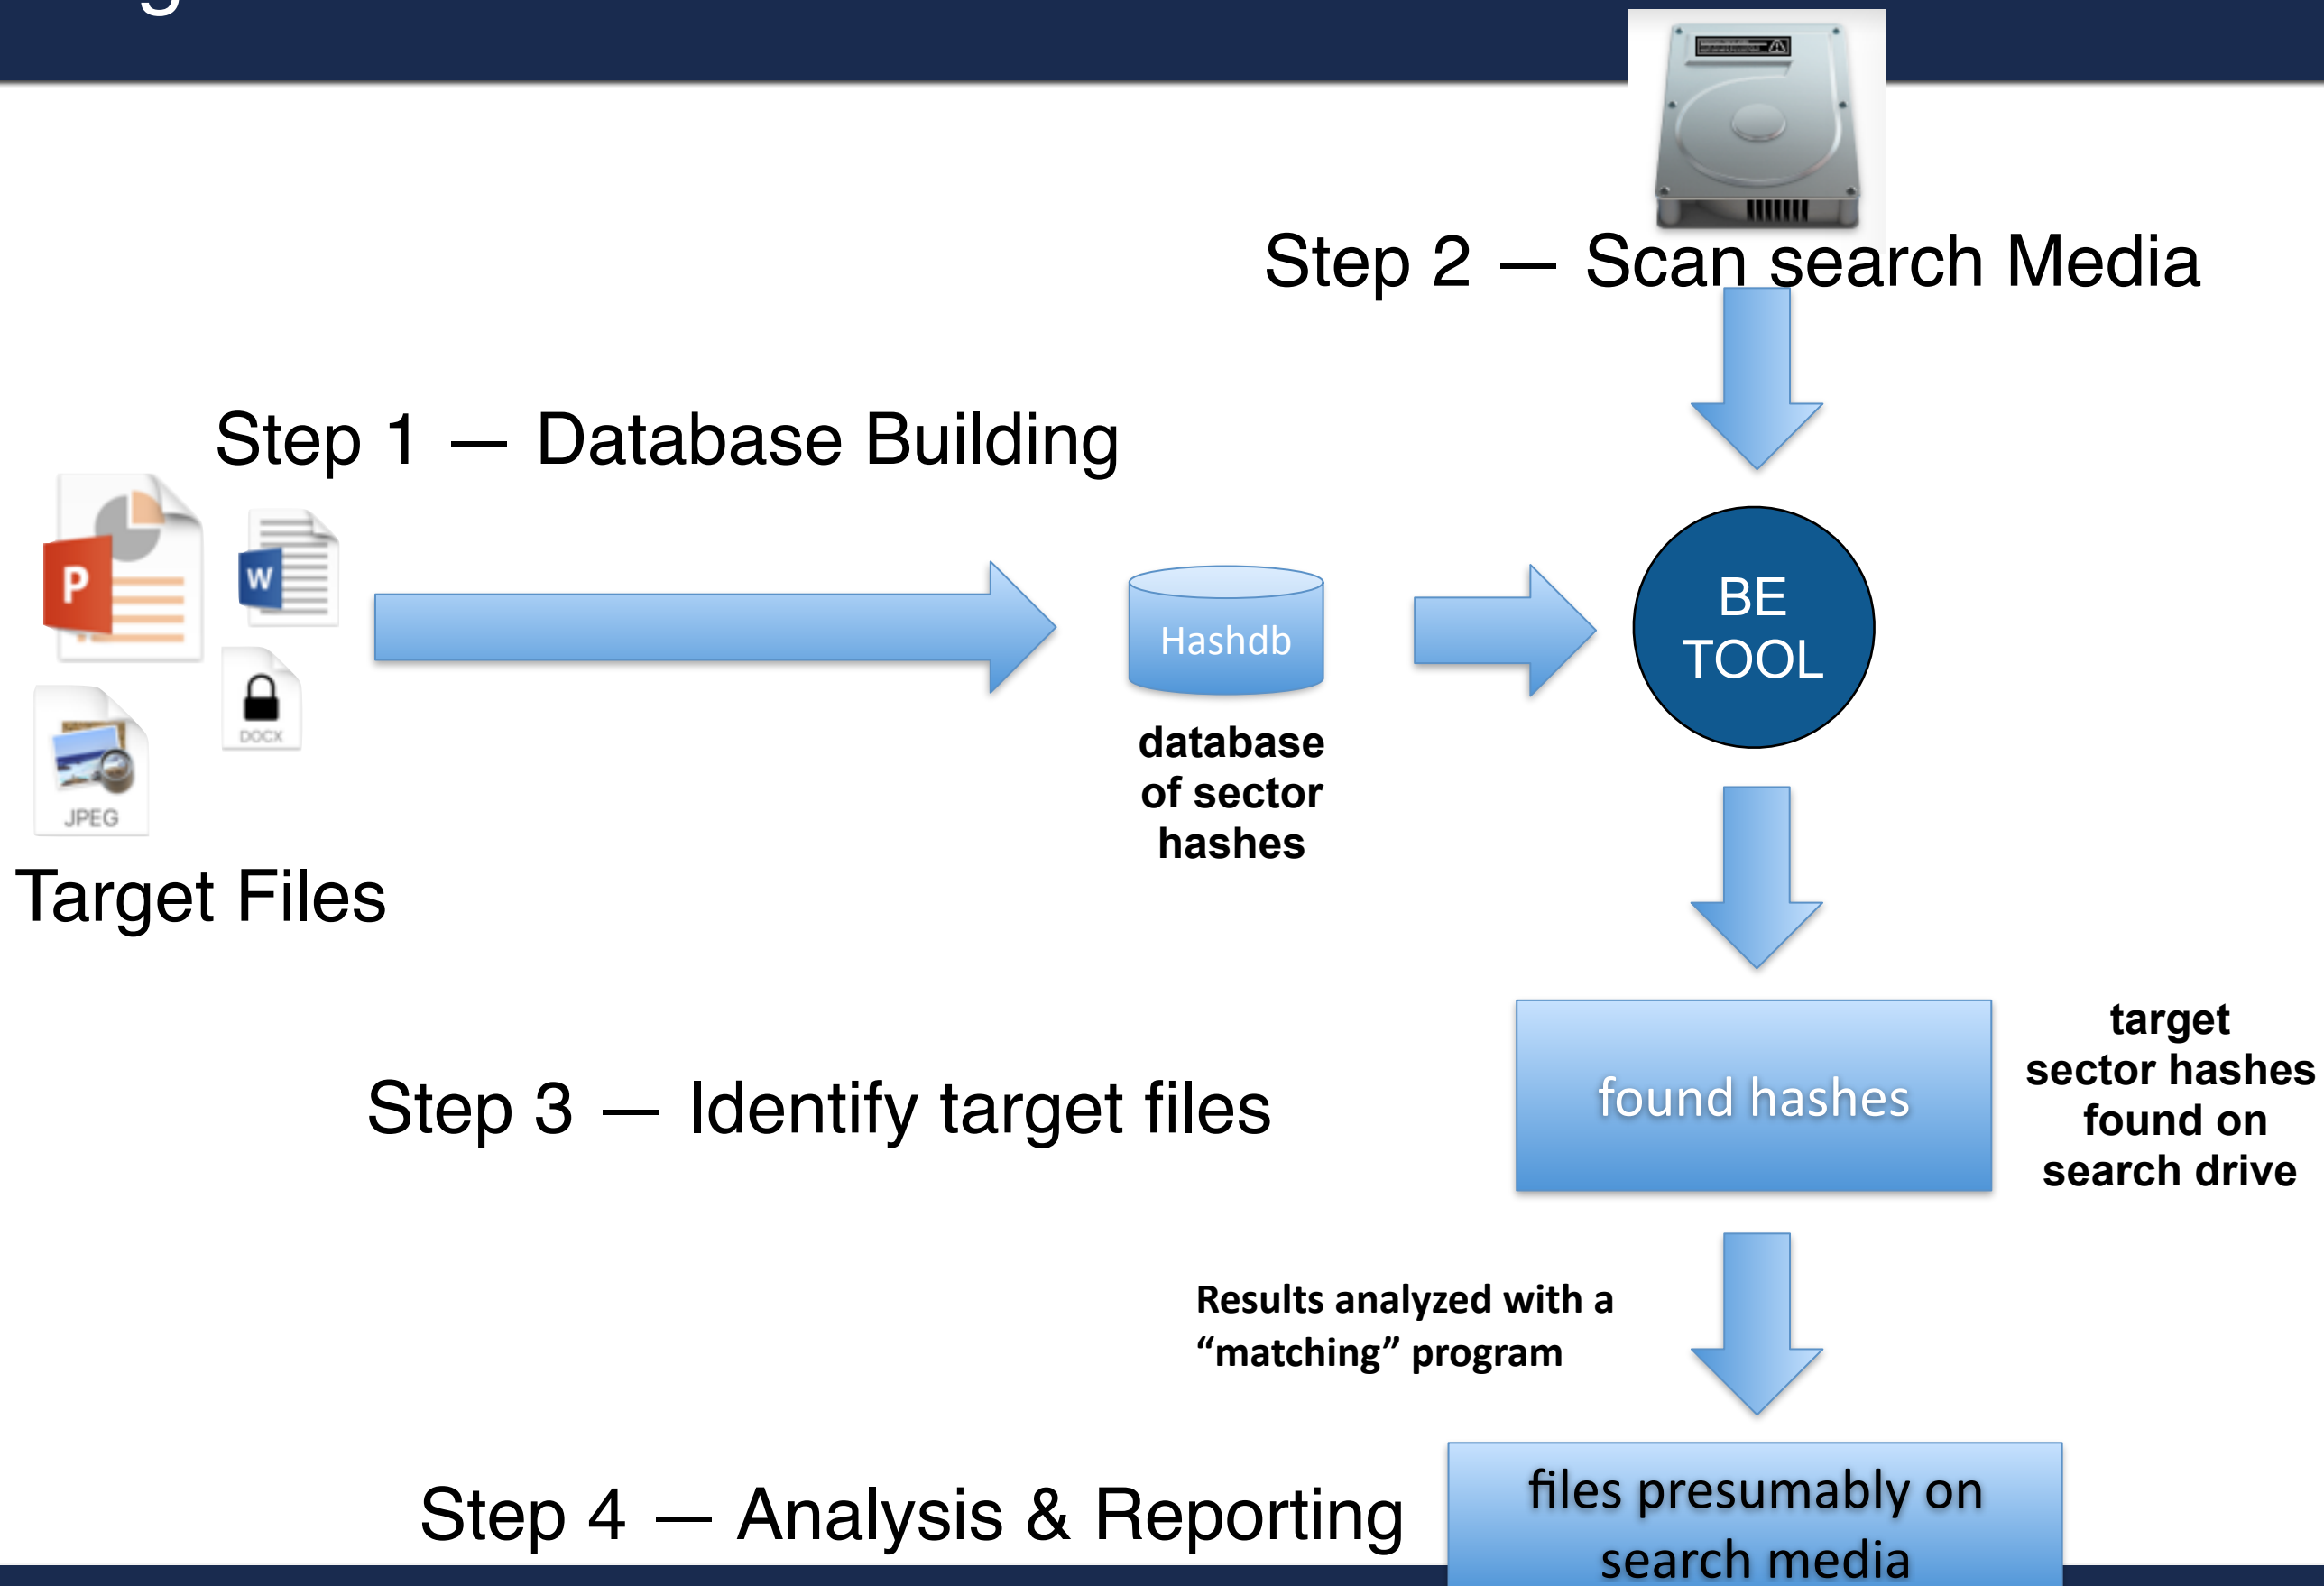 Step 2 — Scan search Media
Step 1 — Database Building
P
W
DOCX
JPEG
Target Files
Hashdb
database
of sector
hashes
BE
TOOL
Step 3 — Identify target files
found hashes
target
sector hashes
found on
search drive
Results analyzed with a
“matching” program
Step 4 — Analysis & Reporting
files presumably on
search media